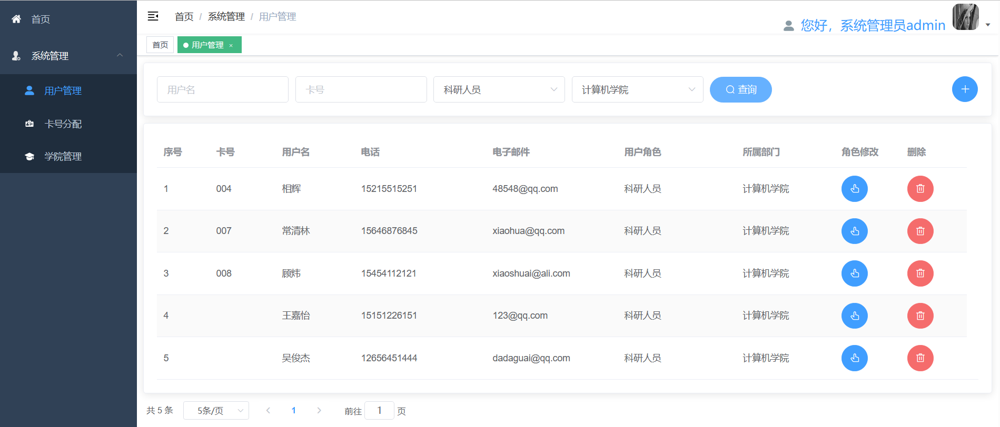 首页
系统管理
用户管理
卡号分配
学院管理
首页 / 系统管理 / 用户管理
您好，系统管理员admin
首页 用户管理 ×
用户名 卡号 科研人员 计算机学院 查询
序号 卡号 用户名 电话 电子邮件 用户角色 所属部门 角色修改 删除
1 004 相辉 15215515251 48548@qq.com 科研人员 计算机学院
2 007 常清林 15646876845 xiaohua@qq.com 科研人员 计算机学院
3 008 顾炜 15454112121 xiaoshuai@ali.com 科研人员 计算机学院
4 王嘉怡 15151226151 123@qq.com 科研人员 计算机学院
5 吴俊杰 12656451444 dadaguai@qq.com 科研人员 计算机学院
共 5 条 5条/页 1 前往 1 页